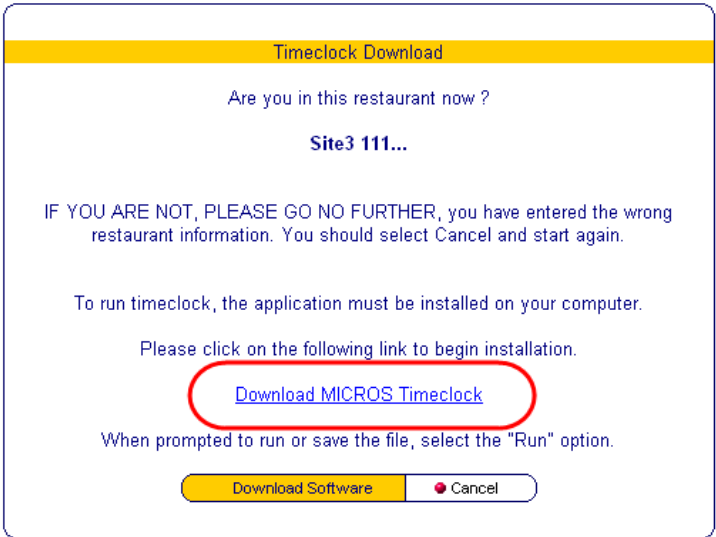 Timeclock Download
Are you in this restaurant now ?
Site3 111...
IF YOU ARE NOT, PLEASE GO NO FURTHER, you have entered the wrong
restaurant information. You should select Cancel and start again.
To run timeclock, the application must be installed on your computer.
Please click on the following link to begin installation.
Download MICROS Timeclock
When prompted to run or save the file, select the "Run" option.
Download Software Cancel